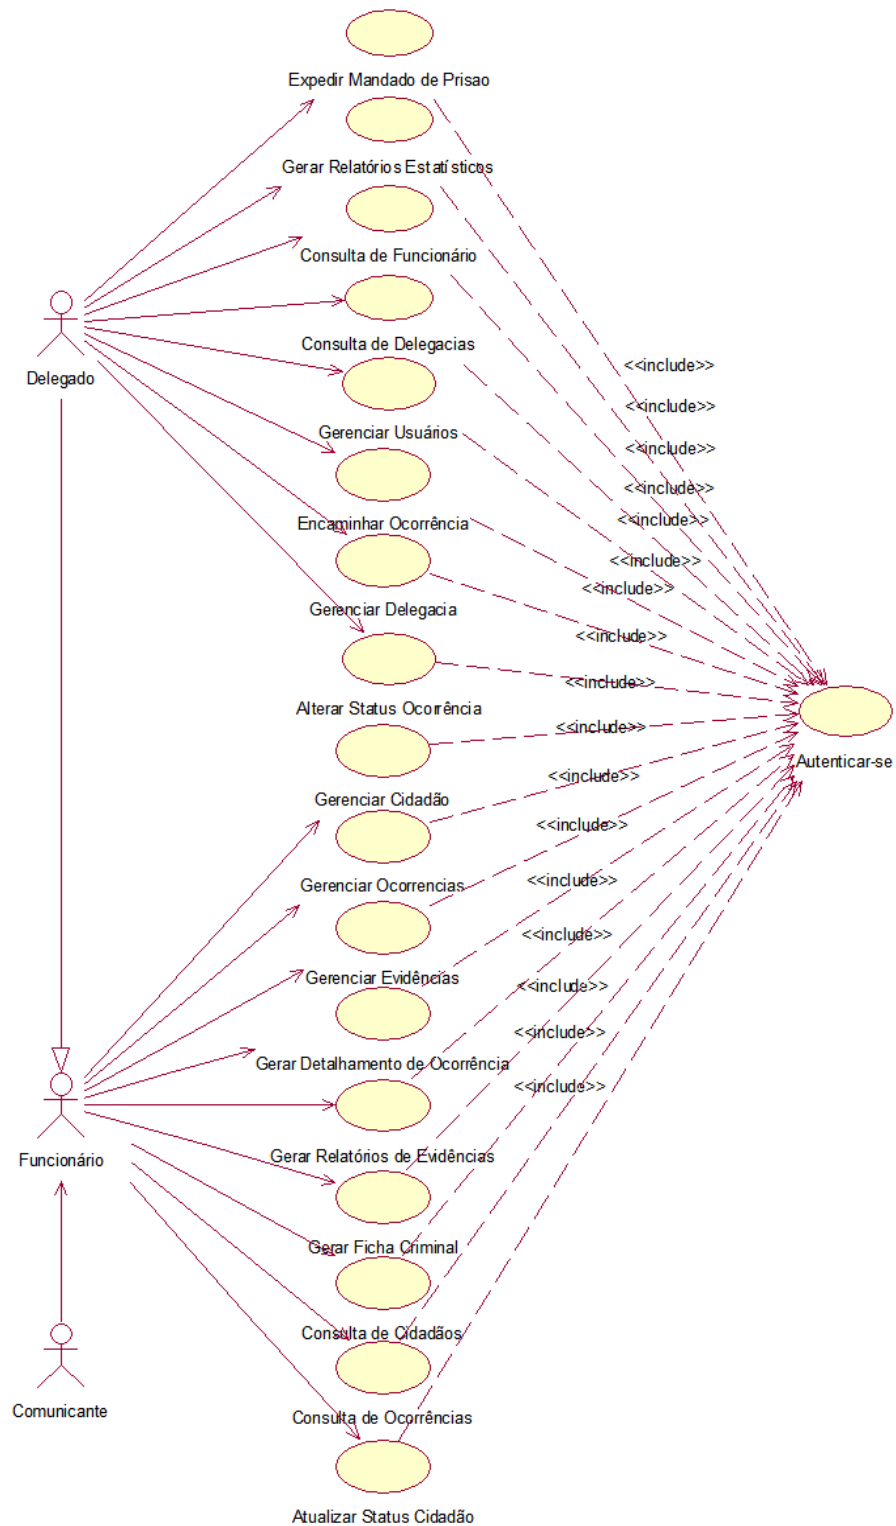 Expedir Mandado de Prisao
Gerar Relatórios Estatísticos
Consulta de Funcionário
Consulta de Delegacias
<<include>>
Delegado
<<include>>
Gerenciar Usuários
<<include>>
<<include>>
Encaminhar Ocorrência
<<include>>
<<include>>
<<include>>
Gerenciar Delegacia
<<include>>
<<include>>
Alterar Status Ocorrência
<<include>>
Autenticar-se
<<include>>
Gerenciar Cidadão
<<include>>
Gerenciar Ocorrencias
<<include>>
<<include>>
Gerenciar Evidências
<<include>>
<<include>>
Gerar Detalhamento de Ocorrência
<<include>>
Gerar Relatórios de Evidências
Funcionário
Gerar Ficha Criminal
Consulta de Cidadãos
Comunicante
Consulta de Ocorrências
Atualizar Status Cidadão